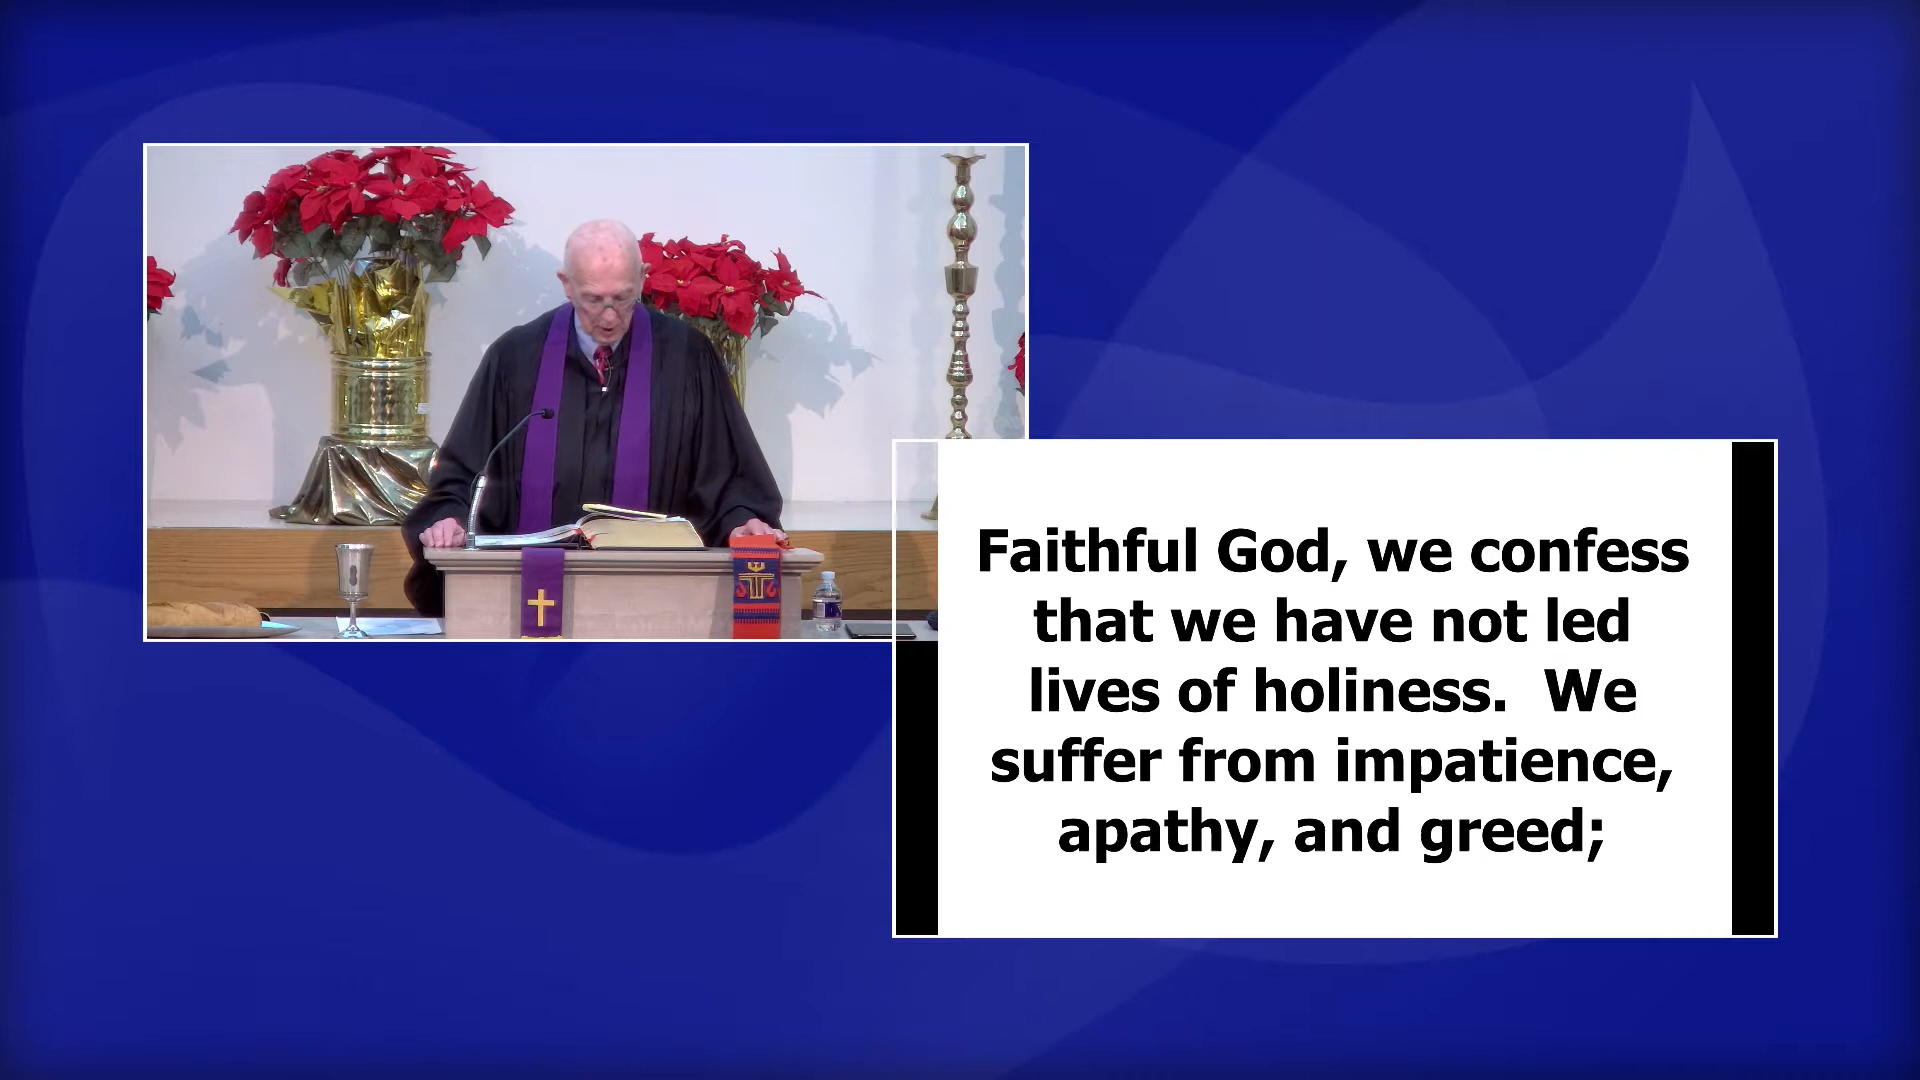 Faithful God, we confess
that we have not led
lives of holiness.  We
suffer from impatience,
apathy, and greed;